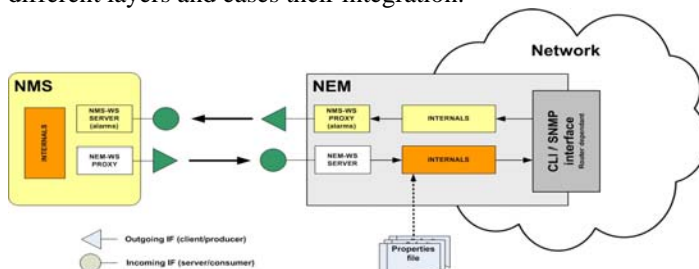 different layers and eases their integration.
Network
NMS
NEM
NMS-WS
SERVER
(alarms)
NMS-WS
PROXY
(alarms)
INTERNALS
INTERNALS
NEM-WS
PROXY
NEM-WS
SERVER
INTERNALS
CLI / SNMP
interface
Router dependant
Outgoing IF (client/producer)
Incoming IF (server/consumer)
Properties
file